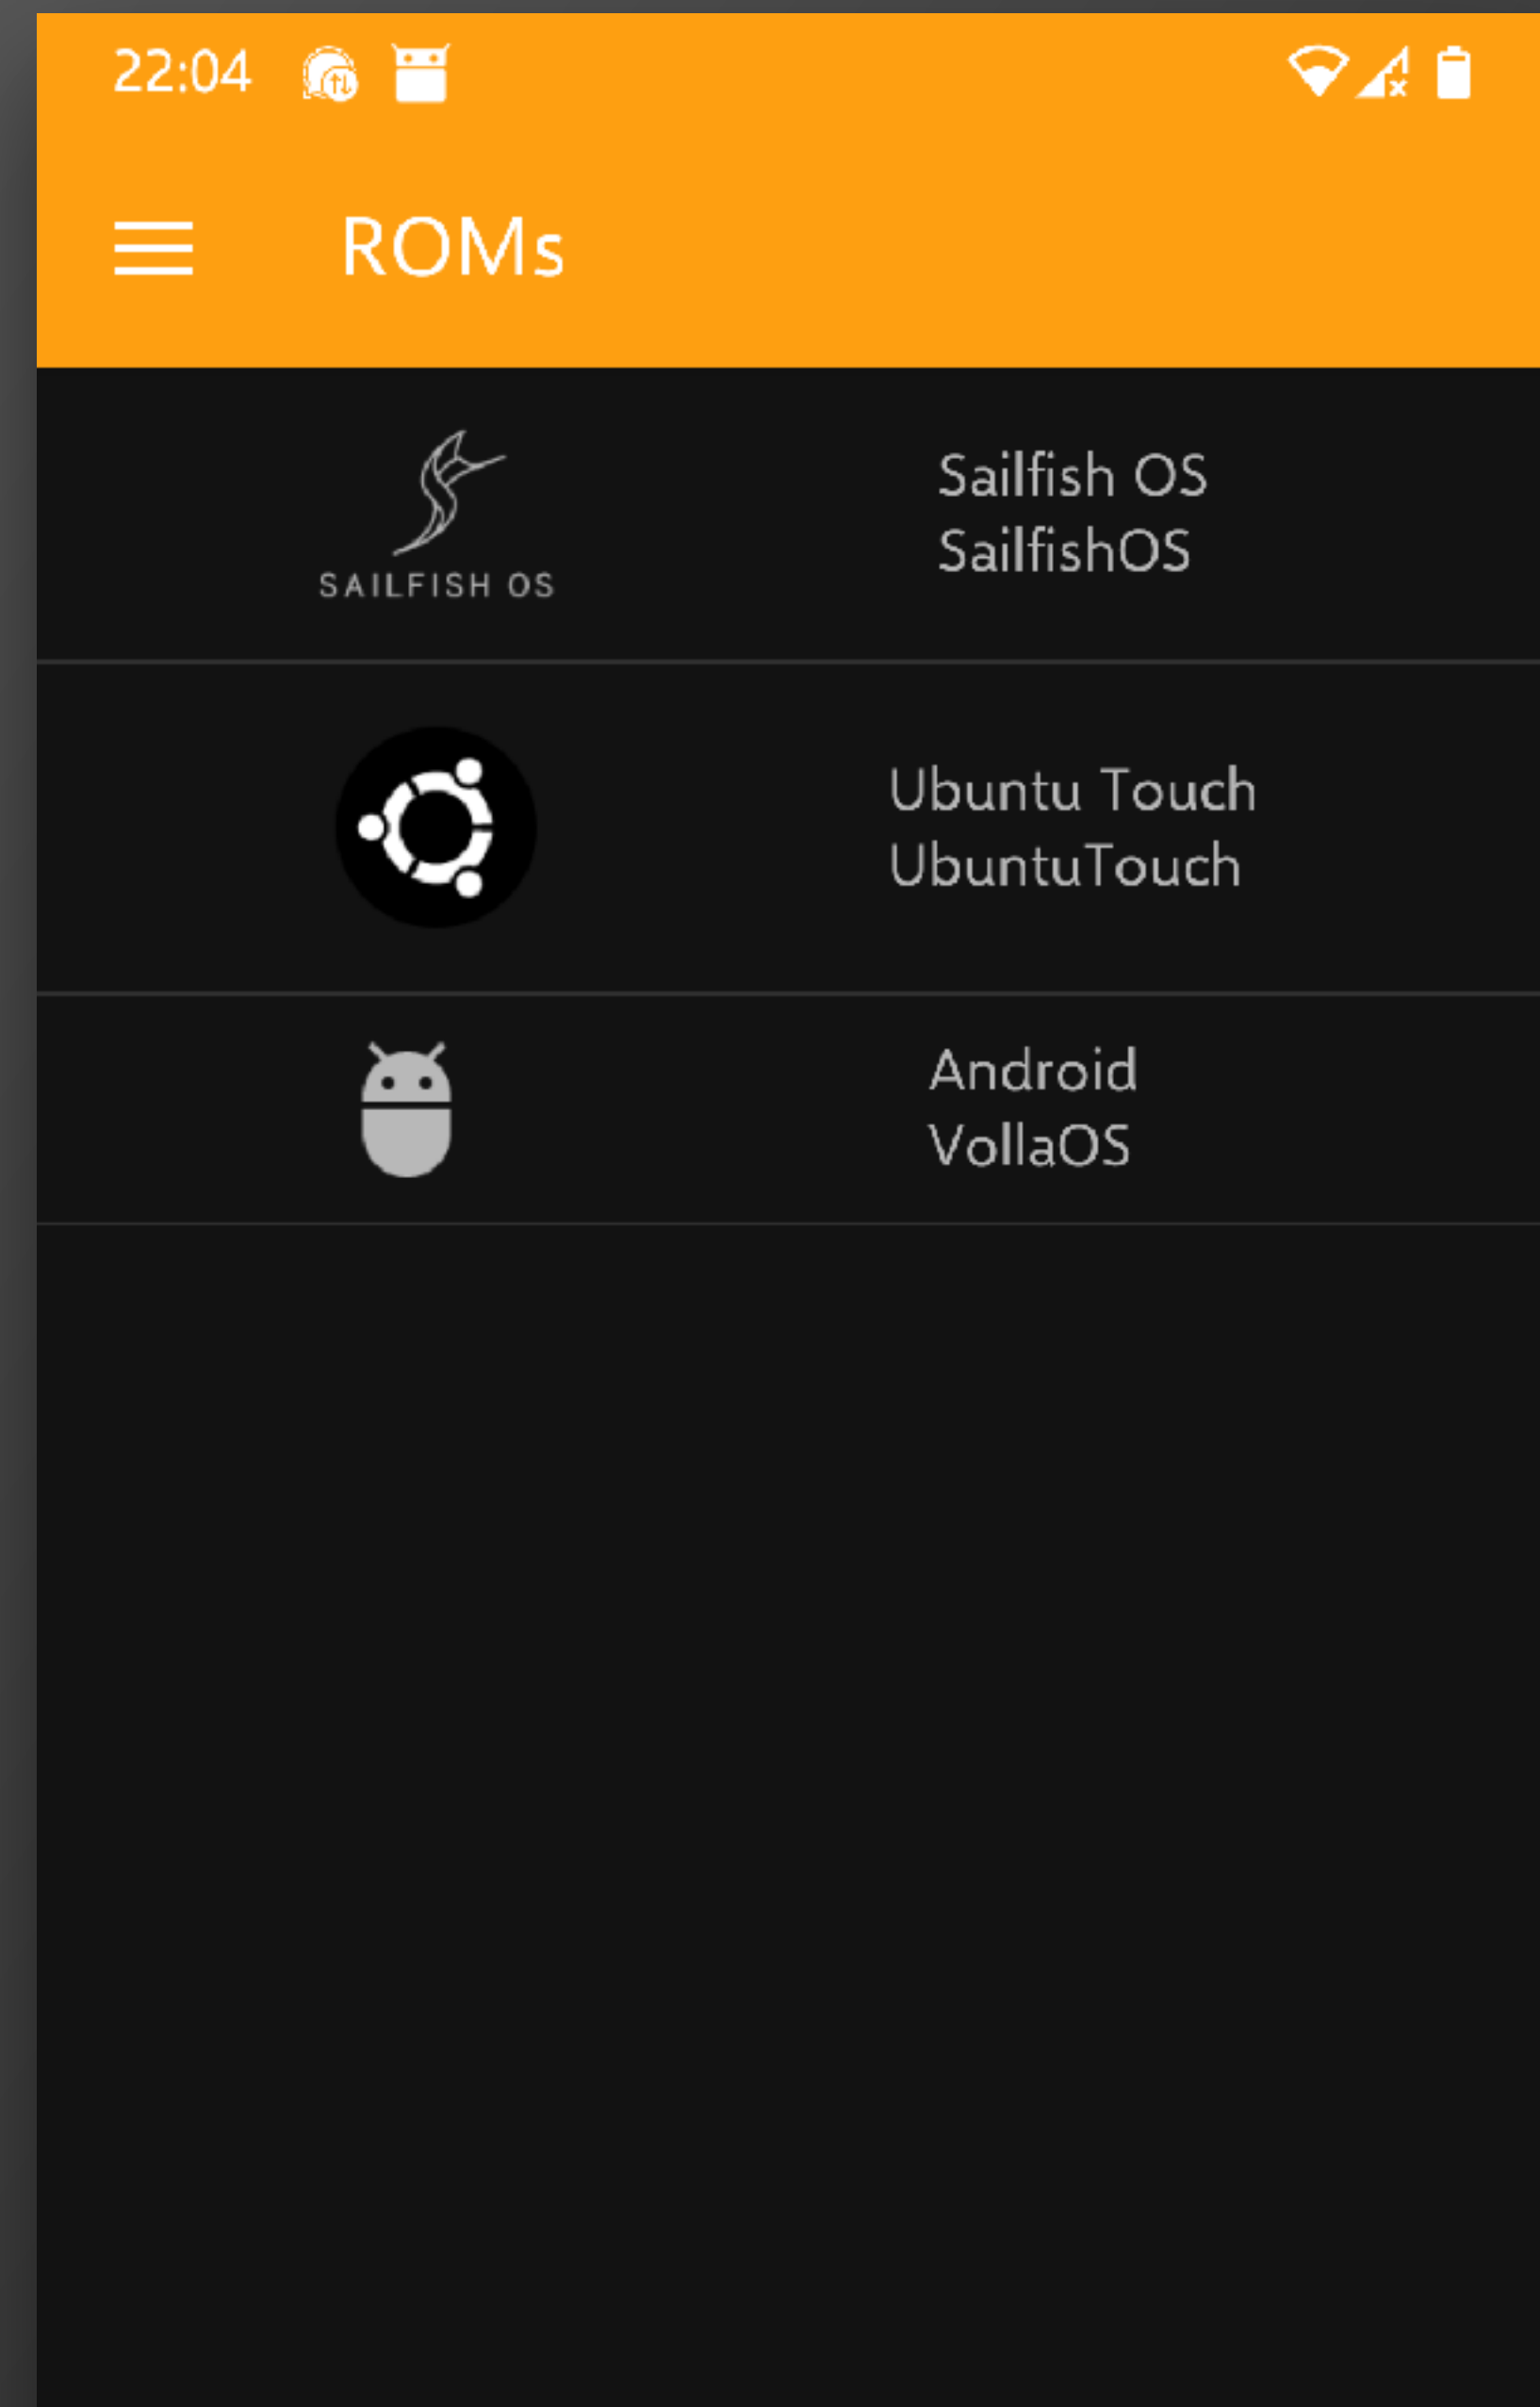 22:04
ROMs
SAILFISH OS
Sailfish OS
SailfishOS
Ubuntu Touch
UbuntuTouch
Android
VollaOS